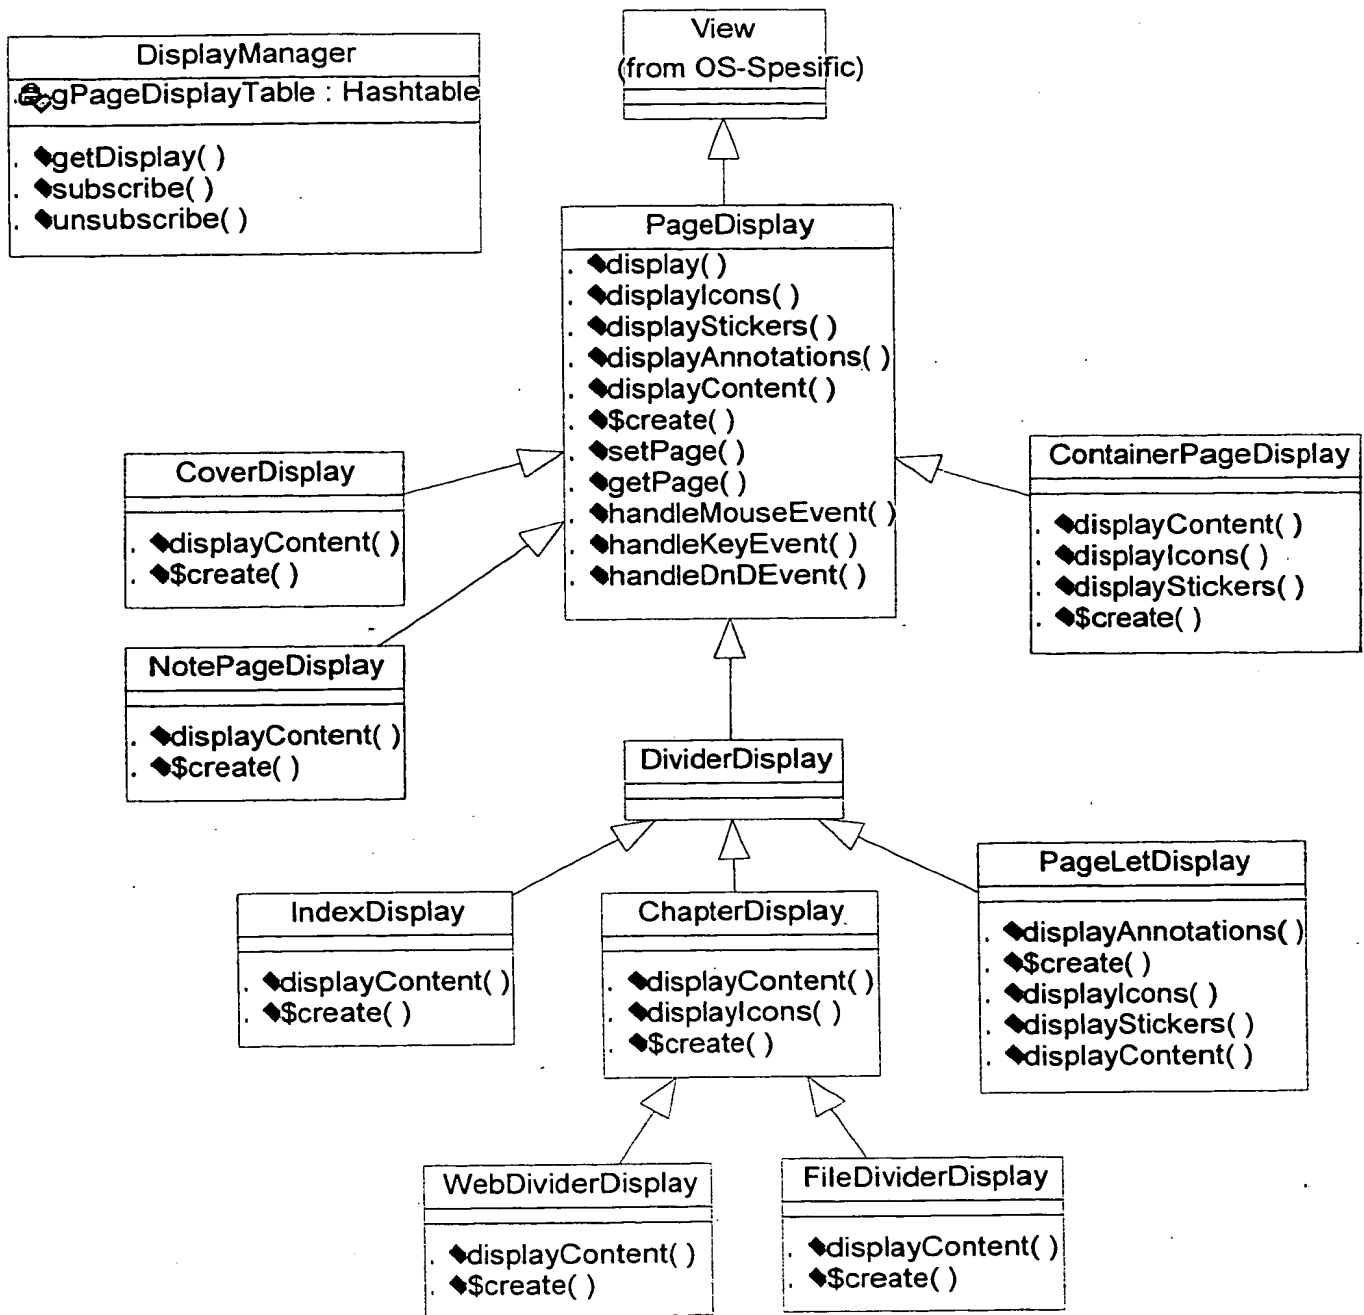 DisplayManager
gPageDisplayTable : Hashtable
getDisplay( )
subscribe( )
unsubscribe( )
View
(from OS-Spesific)
PageDisplay
display( )
displayIcons( )
displayStickers( )
displayAnnotations( )
displayContent( )
$create( )
setPage( )
getPage( )
handleMouseEvent( )
handleKeyEvent( )
handleDnDEvent( )
CoverDisplay
displayContent( )
$create( )
ContainerPageDisplay
displayContent( )
displayIcons( )
displayStickers( )
$create( )
NotePageDisplay
displayContent( )
$create( )
DividerDisplay
IndexDisplay
displayContent( )
$create( )
ChapterDisplay
displayContent( )
displayIcons( )
$create( )
PageLetDisplay
displayAnnotations( )
$create( )
displayIcons( )
displayStickers( )
displayContent( )
WebDividerDisplay
displayContent( )
$create( )
FileDividerDisplay
displayContent( )
$create( )